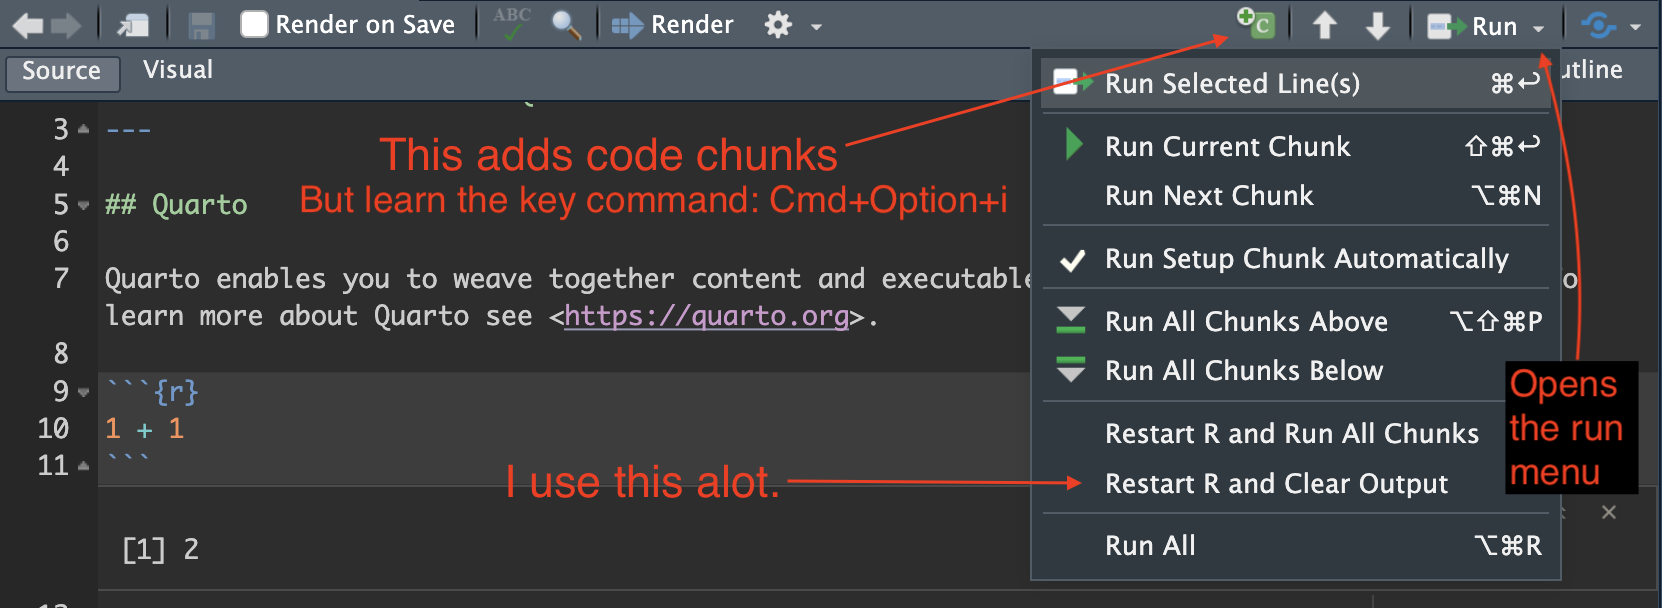 Render on Save ABC Render C Run
Source Visual utline
Run Selected Line(s) ⌘↩
3 ---
This adds code chunks
Run Current Chunk ⇧⌘↩
4
But learn the key command: Cmd+Option+i
5 ## Quarto
Run Next Chunk ⌥⌘N
6
Run Setup Chunk Automatically
7 Quarto enables you to weave together content and executable o
learn more about Quarto see <https://quarto.org>.
Run All Chunks Above ⌥⇧⌘P
8
Run All Chunks Below
9 ```{r}
Opens
the run
menu
10 1 + 1
Restart R and Run All Chunks
11 ```
I use this alot.
Restart R and Clear Output
[1] 2
Run All ⌥⌘R